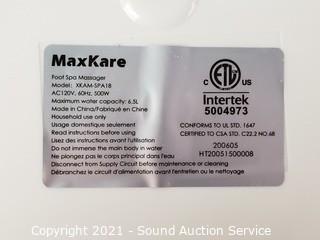 MaxKare
Foot Spa Massager
Model: XKAM-SPA18
AC120V, 60Hz, 500W
Maximum water capacity: 6.5L
Made in China/Fabriqué en Chine
Household use only
Usage domestique seulement
Read instructions before using
Lisez les instructions avant l'utilisation
Do not immerse the main body in water
Ne plongez pas le corps principal dans l'eau
Disconnect from Supply Circuit before maintenance or cleaning
Débranchez le circuit d'alimentation avant l'entretien ou le nettoyage
C
ETL
US
Intertek
5004973
CONFORMS TO UL STD. 1647
CERTIFIED TO CSA STD. C22.2 NO.68
200605
HT20051500008
Copyright 2021 - Sound Auction Service